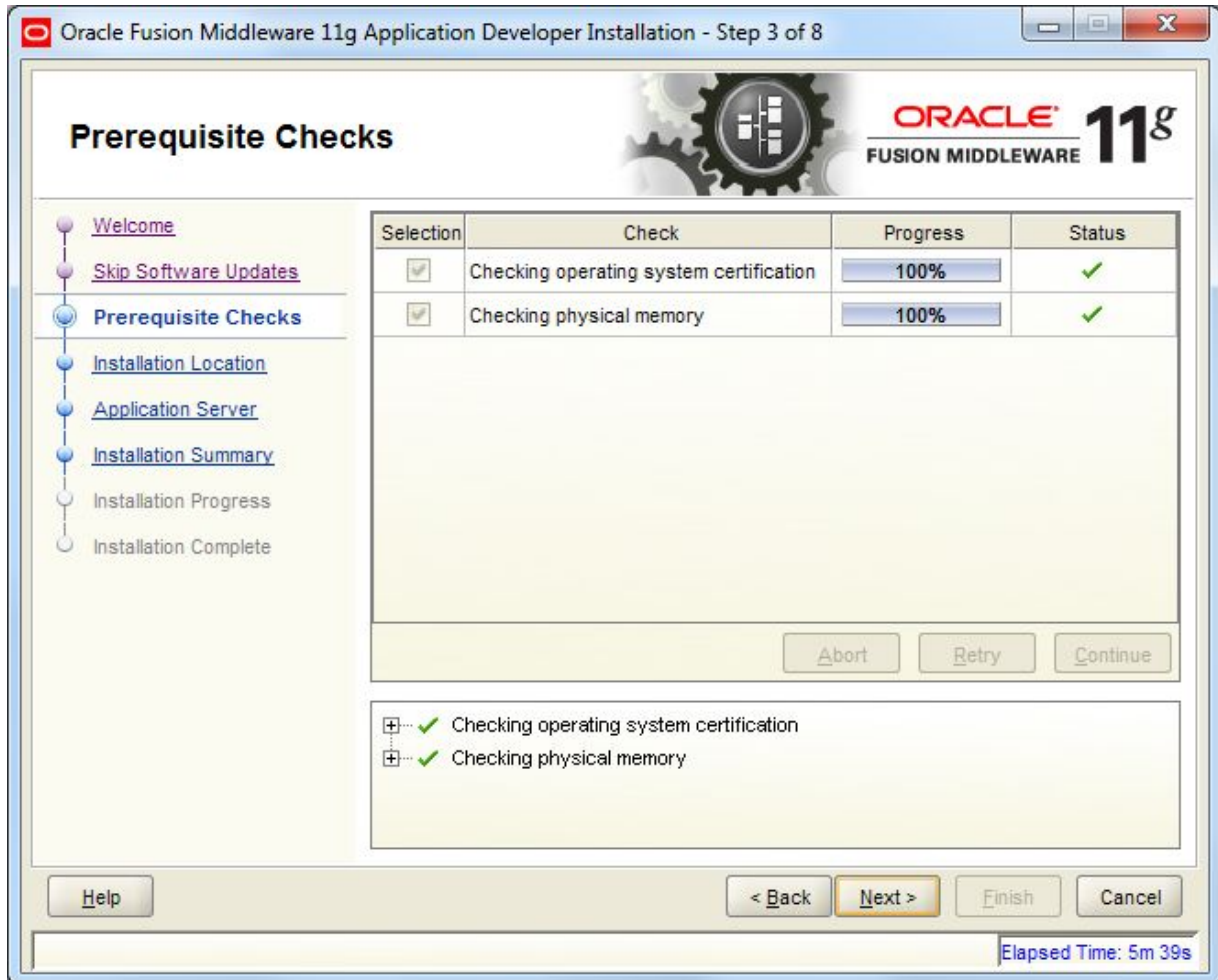 Oracle Fusion Middleware 11g Application Developer Installation - Step 3 of 8
Prerequisite Checks
ORACLE
FUSION MIDDLEWARE
11g
Welcome
Skip Software Updates
Prerequisite Checks
Installation Location
Application Server
Installation Summary
Installation Progress
Installation Complete
Selection Check Progress Status
Checking operating system certification 100%
Checking physical memory 100%
Abort Retry Continue
Checking operating system certification
Checking physical memory
Help < Back Next > Finish Cancel
Elapsed Time: 5m 39s